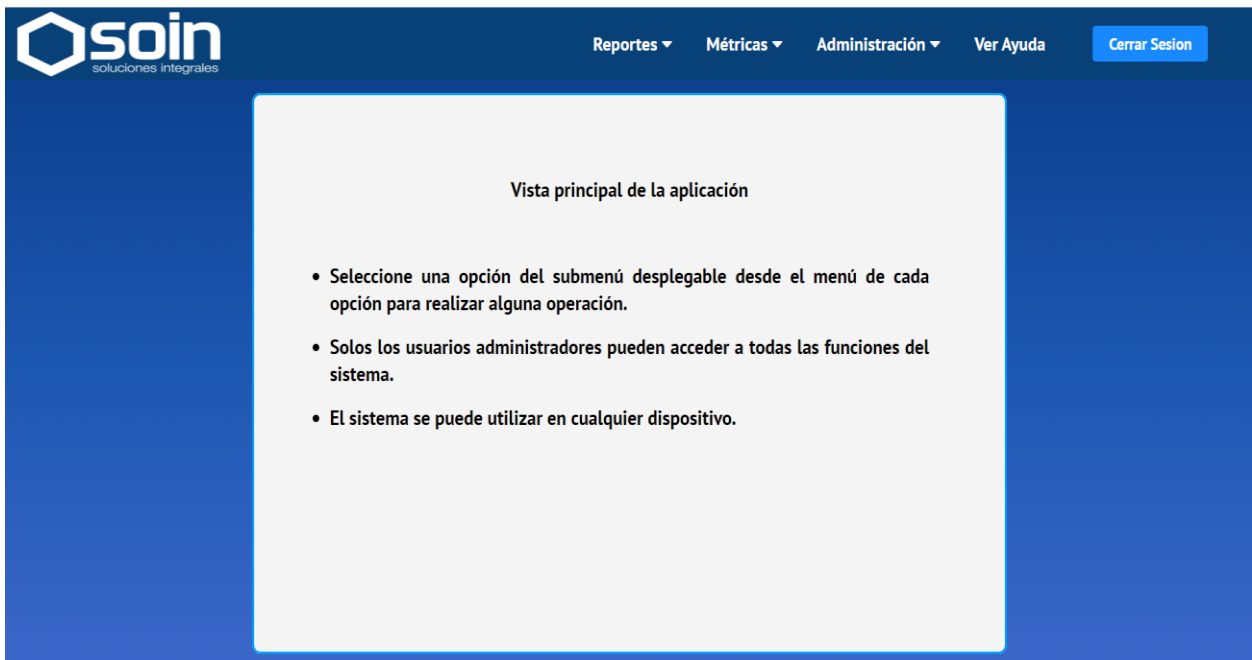 soin
soluciones integrales
Reportes Métricas Administración Ver Ayuda Cerrar Sesion
Vista principal de la aplicación
• Seleccione una opción del submenú desplegable desde el menú de cada
opción para realizar alguna operación.
• Solos los usuarios administradores pueden acceder a todas las funciones del
sistema.
• El sistema se puede utilizar en cualquier dispositivo.